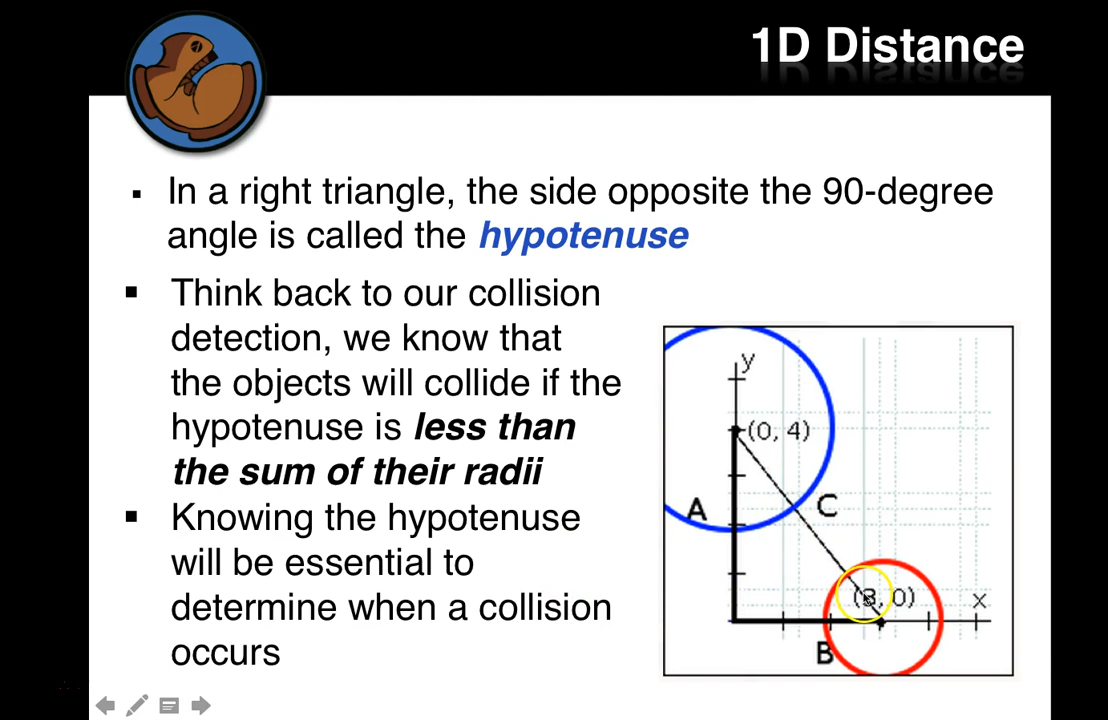 1D Distance
▪ In a right triangle, the side opposite the 90-degree
angle is called the hypotenuse
▪ Think back to our collision
detection, we know that
the objects will collide if the
hypotenuse is less than
the sum of their radii
▪ Knowing the hypotenuse
will be essential to
determine when a collision
occurs
y
(0, 4)
A
C
(3, 0)
x
B